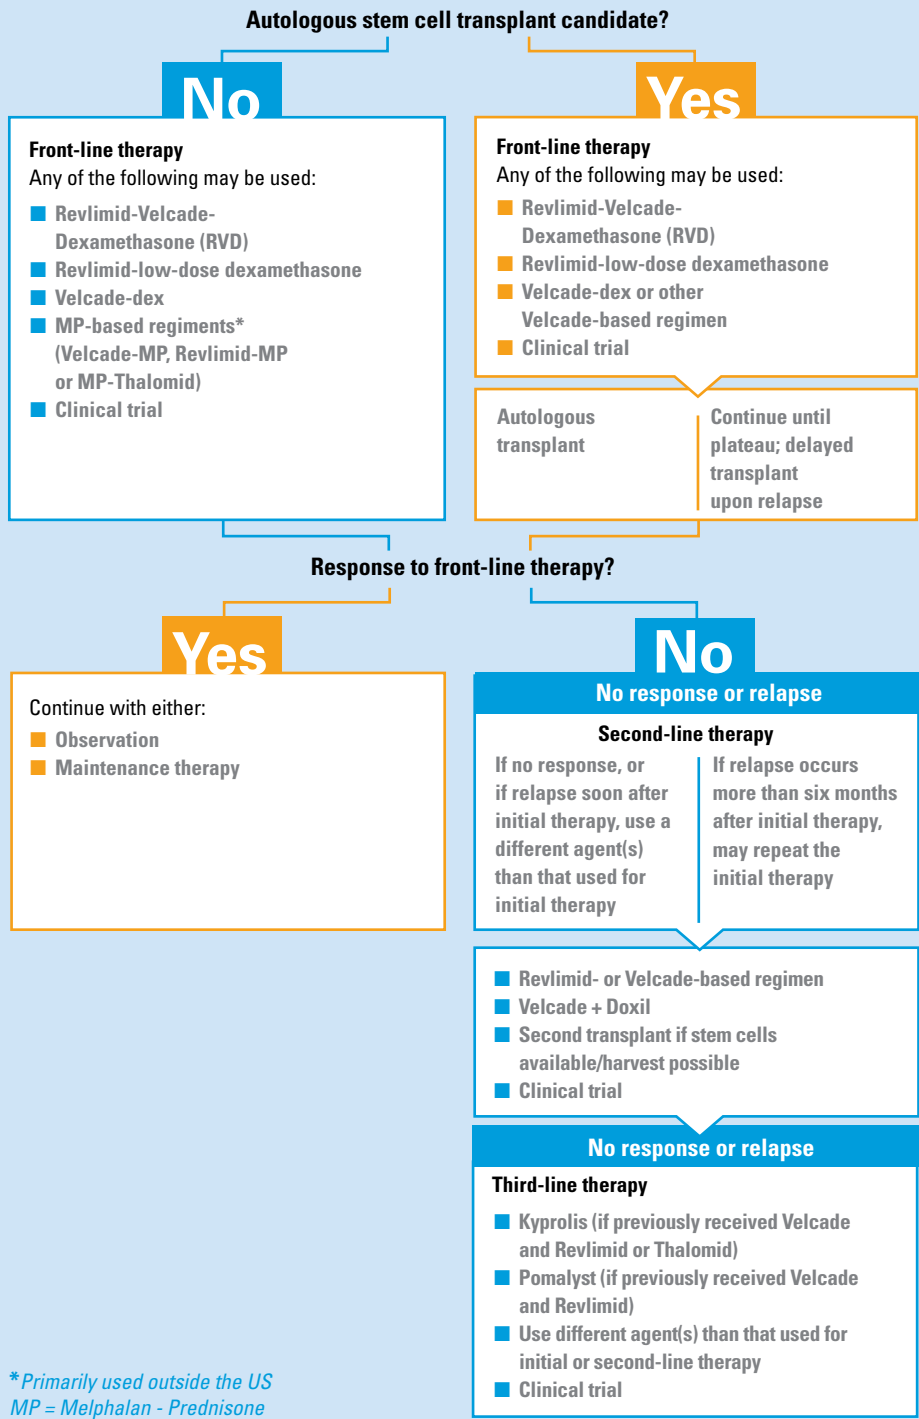 Autologous stem cell transplant candidate?
No
Front-line therapy
Any of the following may be used:
Revlimid-Velcade-
Dexamethasone (RVD)
Revlimid-low-dose dexamethasone
Velcade-dex
MP-based regiments*
(Velcade-MP, Revlimid-MP
or MP-Thalomid)
Clinical trial
Yes
Front-line therapy
Any of the following may be used:
Revlimid-Velcade-
Dexamethasone (RVD)
Revlimid-low-dose dexamethasone
Velcade-dex or other
Velcade-based regimen
Clinical trial
Autologous
transplant
Continue until
plateau; delayed
transplant
upon relapse
Response to front-line therapy?
Yes
Continue with either:
Observation
Maintenance therapy
No
No response or relapse
Second-line therapy
If no response, or
if relapse soon after
initial therapy, use a
different agent(s)
than that used for
initial therapy
If relapse occurs
more than six months
after initial therapy,
may repeat the
initial therapy
Revlimid- or Velcade-based regimen
Velcade + Doxil
Second transplant if stem cells
available/harvest possible
Clinical trial
No response or relapse
Third-line therapy
Kyprolis (if previously received Velcade
and Revlimid or Thalomid)
Pomalyst (if previously received Velcade
and Revlimid)
Use different agent(s) than that used for
initial or second-line therapy
Clinical trial
*Primarily used outside the US
MP = Melphalan - Prednisone